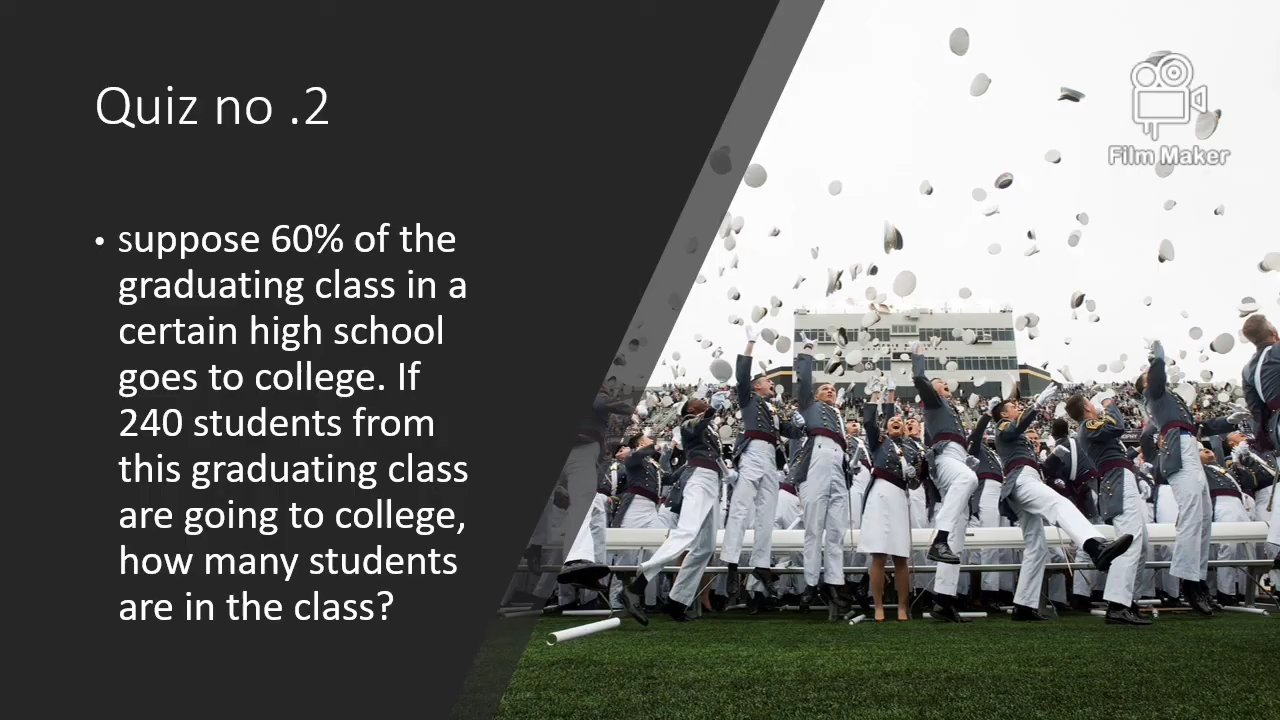 Quiz no .2
Film Maker
• suppose 60% of the
graduating class in a
certain high school
goes to college. If
240 students from
this graduating class
are going to college,
how many students
are in the class?